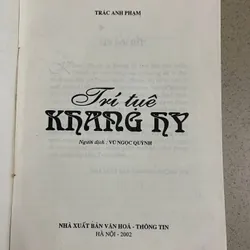 TRÁC ANH PHẠM
Trí tuệ
KHANG HY
Người dịch : VŨ NGỌC QUỲNH
NHÀ XUẤT BẢN VĂN HOÁ - THÔNG TIN
HÀ NỘI - 2002